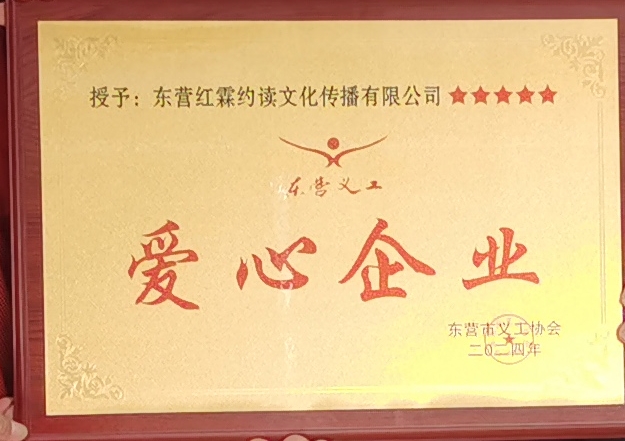 授予：东营红霖约读文化传播有限公司★★★★★
东营义工
爱心企业
东营市义工协会
二〇二四年